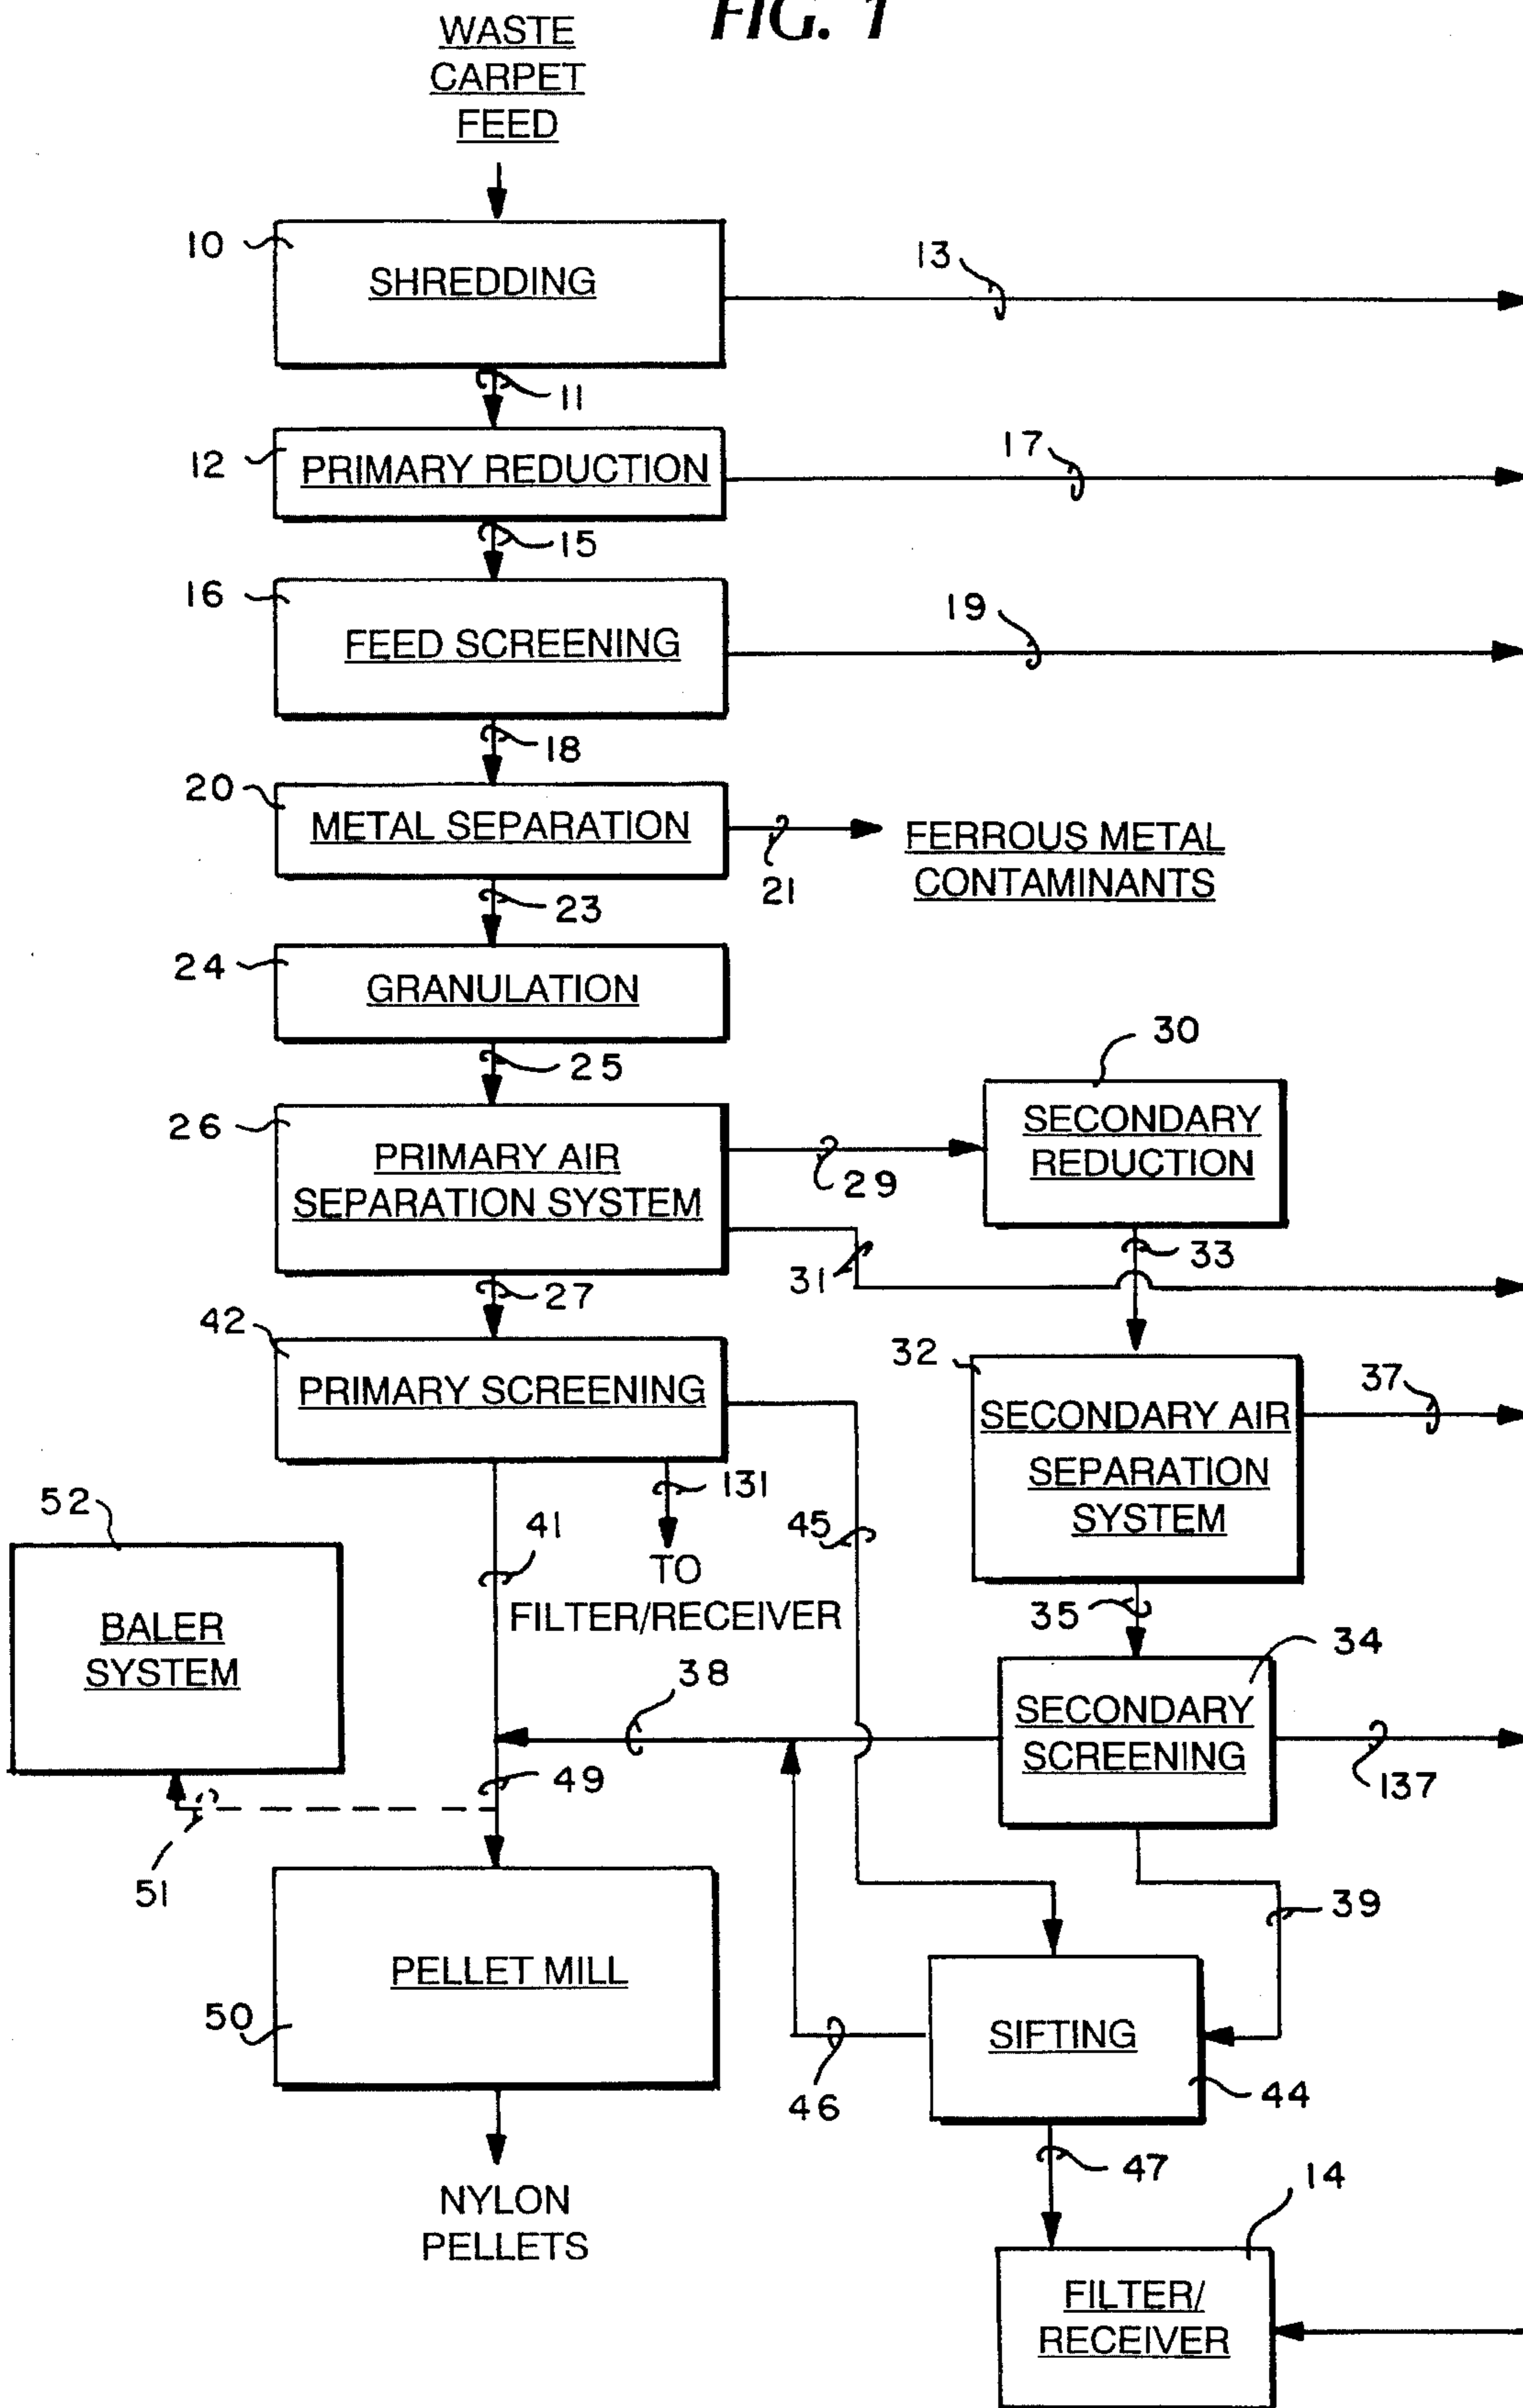 FIG. 1
WASTE
CARPET
FEED
10
SHREDDING
13
11
12
PRIMARY REDUCTION
17
15
16
FEED SCREENING
19
18
20
METAL SEPARATION
21
FERROUS METAL
CONTAMINANTS
23
24
GRANULATION
25
30
SECONDARY
REDUCTION
26
PRIMARY AIR
SEPARATION SYSTEM
29
31
33
27
42
PRIMARY SCREENING
32
SECONDARY AIR
SEPARATION
SYSTEM
37
131
TO
FILTER/RECEIVER
41
45
52
BALER
SYSTEM
35
34
SECONDARY
SCREENING
38
137
49
51
39
PELLET MILL
50
SIFTING
44
46
47
NYLON
PELLETS
14
FILTER/
RECEIVER